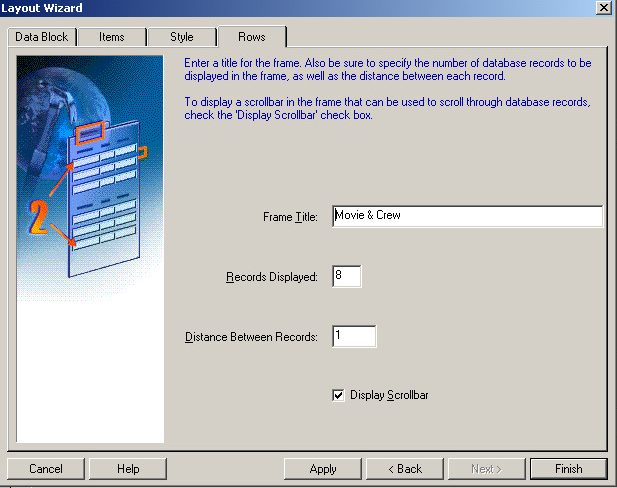 Layout Wizard
Data Block
Items
Style
Rows
Enter a title for the frame. Also be sure to specify the number of database records to be
displayed in the frame, as well as the distance between each record.
To display a scrollbar in the frame that can be used to scroll through database records,
check the 'Display Scrollbar' check box.
2
Frame Title: Movie & Crew
Records Displayed: 8
Distance Between Records: 1
Display Scrollbar
Cancel
Help
Apply
< Back
Next >
Finish